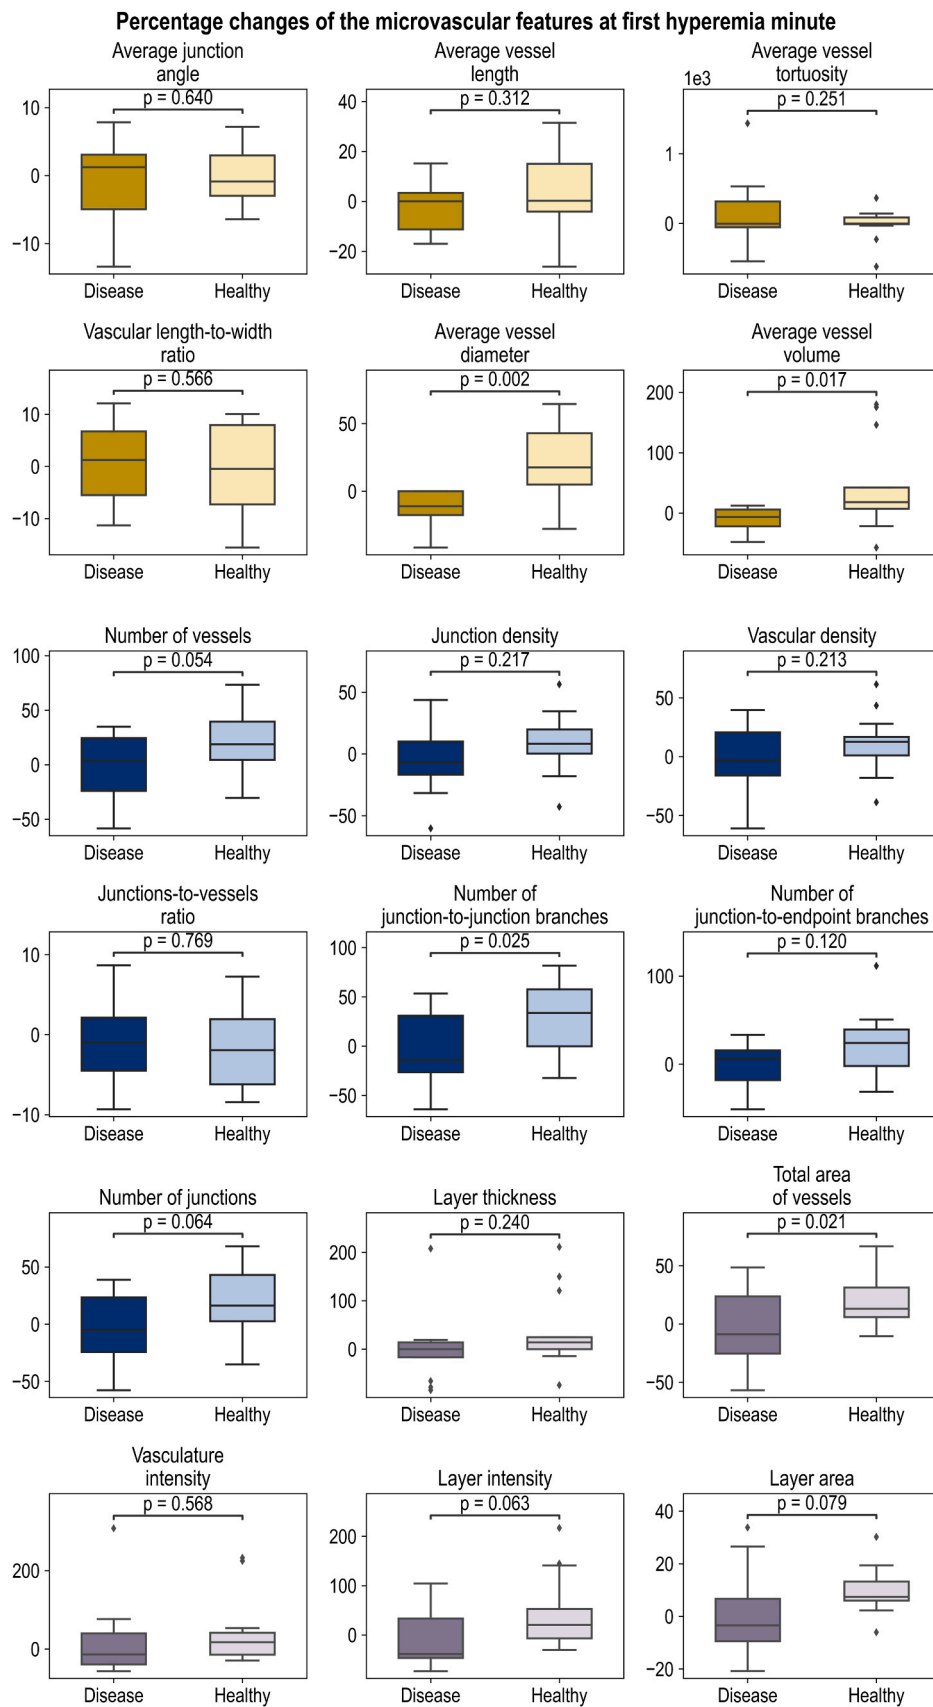 Percentage changes of the microvascular features at first hyperemia minute
Average junction
angle
p = 0.640
10
0
−10
Disease
Healthy
Average vessel
length
p = 0.312
40
20
0
−20
Disease
Healthy
Average vessel
tortuosity
1e3
p = 0.251
1
0
Disease
Healthy
Vascular length-to-width
ratio
p = 0.566
10
0
−10
Disease
Healthy
Average vessel
diameter
p = 0.002
50
0
Disease
Healthy
Average vessel
volume
p = 0.017
200
100
0
Disease
Healthy
Number of vessels
p = 0.054
100
50
0
−50
Disease
Healthy
Junction density
p = 0.217
50
0
−50
Disease
Healthy
Vascular density
p = 0.213
50
0
−50
Disease
Healthy
Junctions-to-vessels
ratio
p = 0.769
10
0
−10
Disease
Healthy
Number of
junction-to-junction branches
p = 0.025
100
50
0
−50
Disease
Healthy
Number of
junction-to-endpoint branches
p = 0.120
100
0
Disease
Healthy
Number of junctions
p = 0.064
50
0
−50
Disease
Healthy
Layer thickness
p = 0.240
200
100
0
Disease
Healthy
Total area
of vessels
p = 0.021
50
0
−50
Disease
Healthy
Vasculature
intensity
p = 0.568
200
0
Disease
Healthy
Layer intensity
p = 0.063
200
100
0
Disease
Healthy
Layer area
p = 0.079
40
20
0
−20
Disease
Healthy